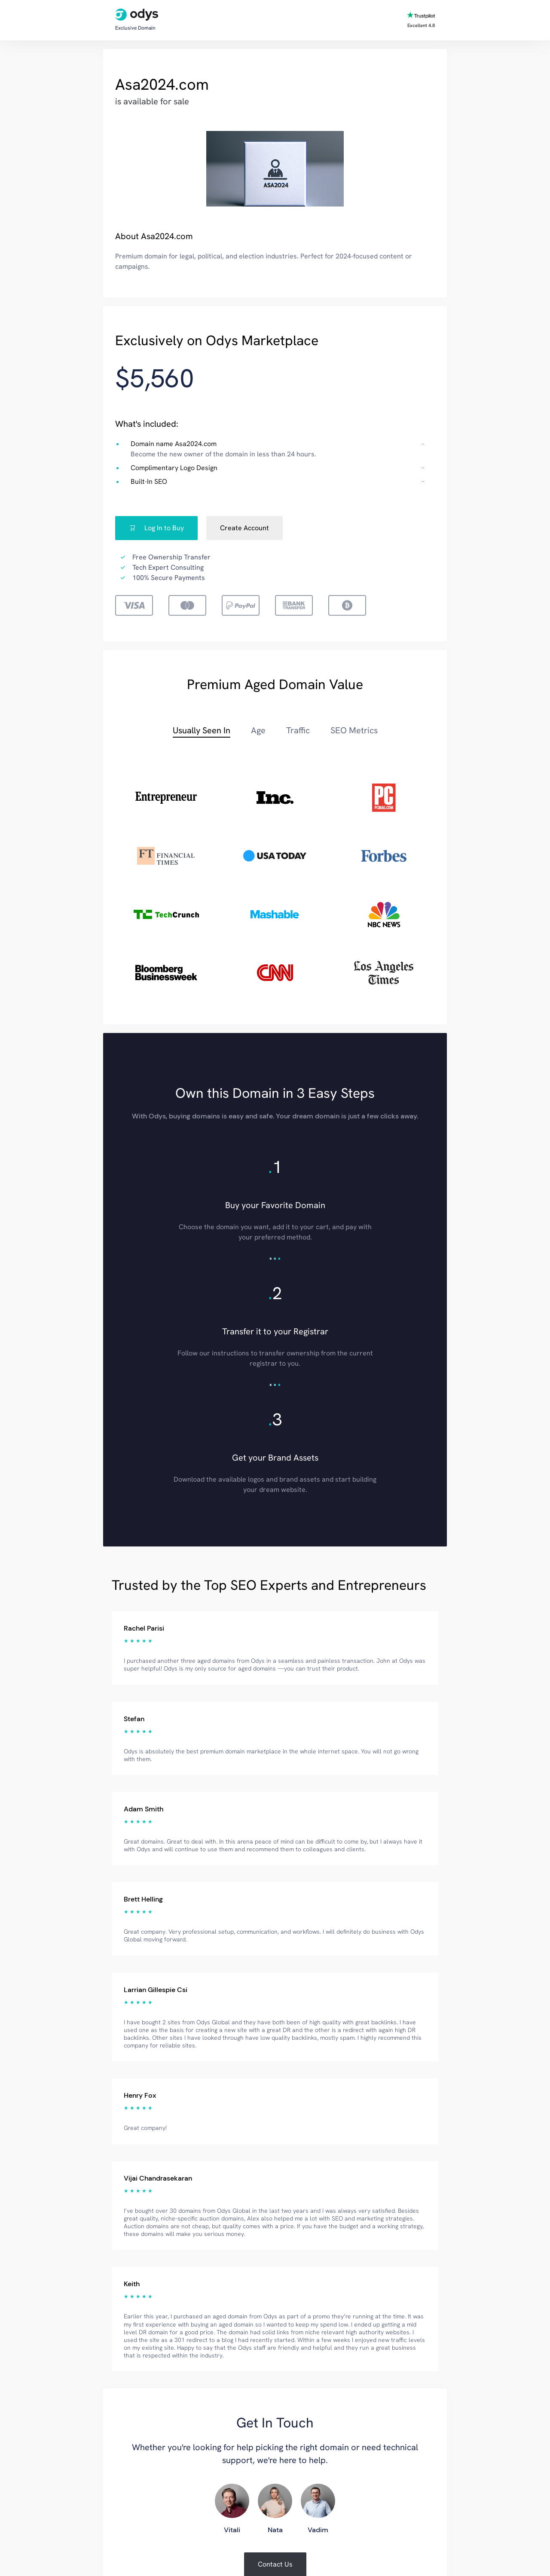 odys
Exclusive Domain
Trustpilot
Excellent 4.8
Asa2024.com
is available for sale
ASA2024
About Asa2024.com
Premium domain for legal, political, and election industries. Perfect for 2024-focused content or
campaigns.
Exclusively on Odys Marketplace
$5,560
What's included:
Domain name Asa2024.com
Become the new owner of the domain in less than 24 hours.
Complimentary Logo Design
Built-In SEO
Log In to Buy
Create Account
Free Ownership Transfer
Tech Expert Consulting
100% Secure Payments
VISA
PayPal
BANK
TRANSFER
Premium Aged Domain Value
Usually Seen In
Age
Traffic
SEO Metrics
Entrepreneur
Inc.
PC
PCMAG.COM
FT FINANCIAL
TIMES
USA TODAY
Forbes
TechCrunch
Mashable
NBC NEWS
Bloomberg
Businessweek
CNN
Los Angeles
Times
Own this Domain in 3 Easy Steps
With Odys, buying domains is easy and safe. Your dream domain is just a few clicks away.
.1
Buy your Favorite Domain
Choose the domain you want, add it to your cart, and pay with
your preferred method.
.2
Transfer it to your Registrar
Follow our instructions to transfer ownership from the current
registrar to you.
.3
Get your Brand Assets
Download the available logos and brand assets and start building
your dream website.
Trusted by the Top SEO Experts and Entrepreneurs
Rachel Parisi
I purchased another three aged domains from Odys in a seamless and painless transaction. John at Odys was
super helpful! Odys is my only source for aged domains —you can trust their product.
Stefan
Odys is absolutely the best premium domain marketplace in the whole internet space. You will not go wrong
with them.
Adam Smith
Great domains. Great to deal with. In this arena peace of mind can be difficult to come by, but I always have it
with Odys and will continue to use them and recommend them to colleagues and clients.
Brett Helling
Great company. Very professional setup, communication, and workflows. I will definitely do business with Odys
Global moving forward.
Larrian Gillespie Csi
I have bought 2 sites from Odys Global and they have both been of high quality with great backlinks. I have
used one as the basis for creating a new site with a great DR and the other is a redirect with again high DR
backlinks. Other sites I have looked through have low quality backlinks, mostly spam. I highly recommend this
company for reliable sites.
Henry Fox
Great company!
Vijai Chandrasekaran
I've bought over 30 domains from Odys Global in the last two years and I was always very satisfied. Besides
great quality, niche-specific auction domains, Alex also helped me a lot with SEO and marketing strategies.
Auction domains are not cheap, but quality comes with a price. If you have the budget and a working strategy,
these domains will make you serious money.
Keith
Earlier this year, I purchased an aged domain from Odys as part of a promo they're running at the time. It was
my first experience with buying an aged domain so I wanted to keep my spend low. I ended up getting a mid
level DR domain for a good price. The domain had solid links from niche relevant high authority websites. I
used the site as a 301 redirect to a blog I had recently started. Within a few weeks I enjoyed new traffic levels
on my existing site. Happy to say that the Odys staff are friendly and helpful and they run a great business
that is respected within the industry.
Get In Touch
Whether you're looking for help picking the right domain or need technical
support, we're here to help.
Vitali
Nata
Vadim
Contact Us